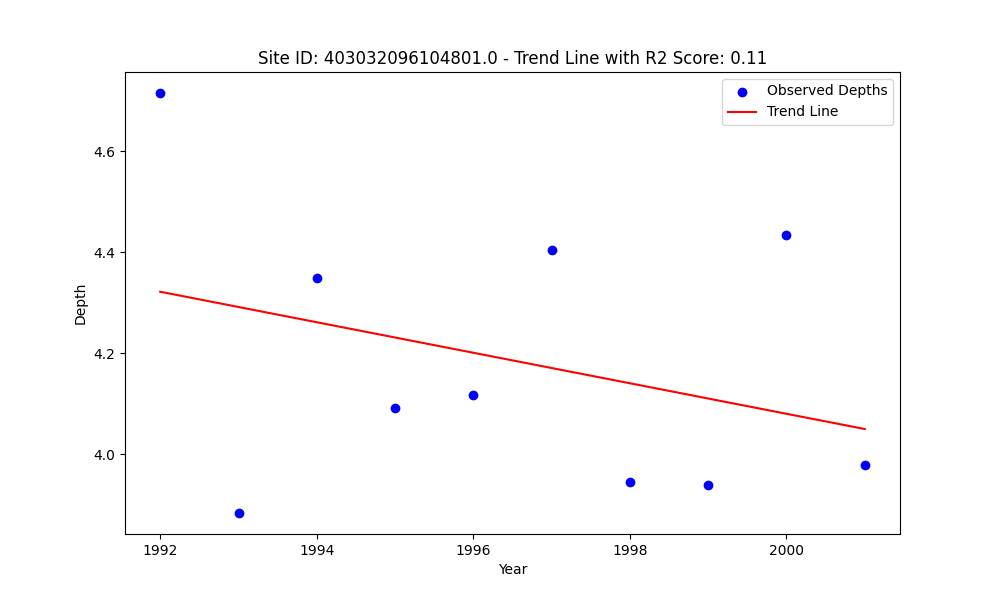 Site ID: 403032096104801.0 - Trend Line with R2 Score: 0.11
Observed Depths
Trend Line
4.6
4.4
4.2
4.0
Depth
1992
1994
1996
1998
2000
Year